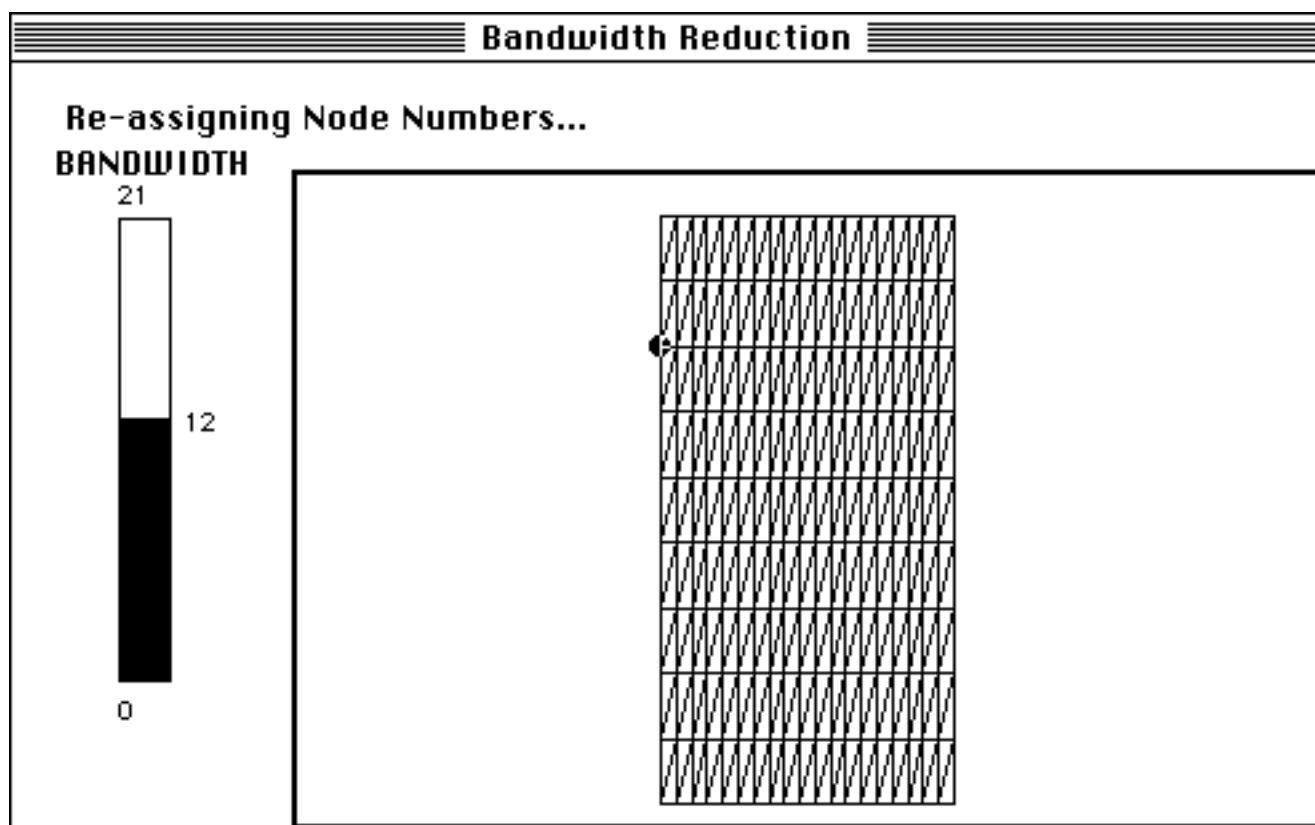 Bandwidth Reduction
Re-assigning Node Numbers...
BANDWIDTH
21
12
0